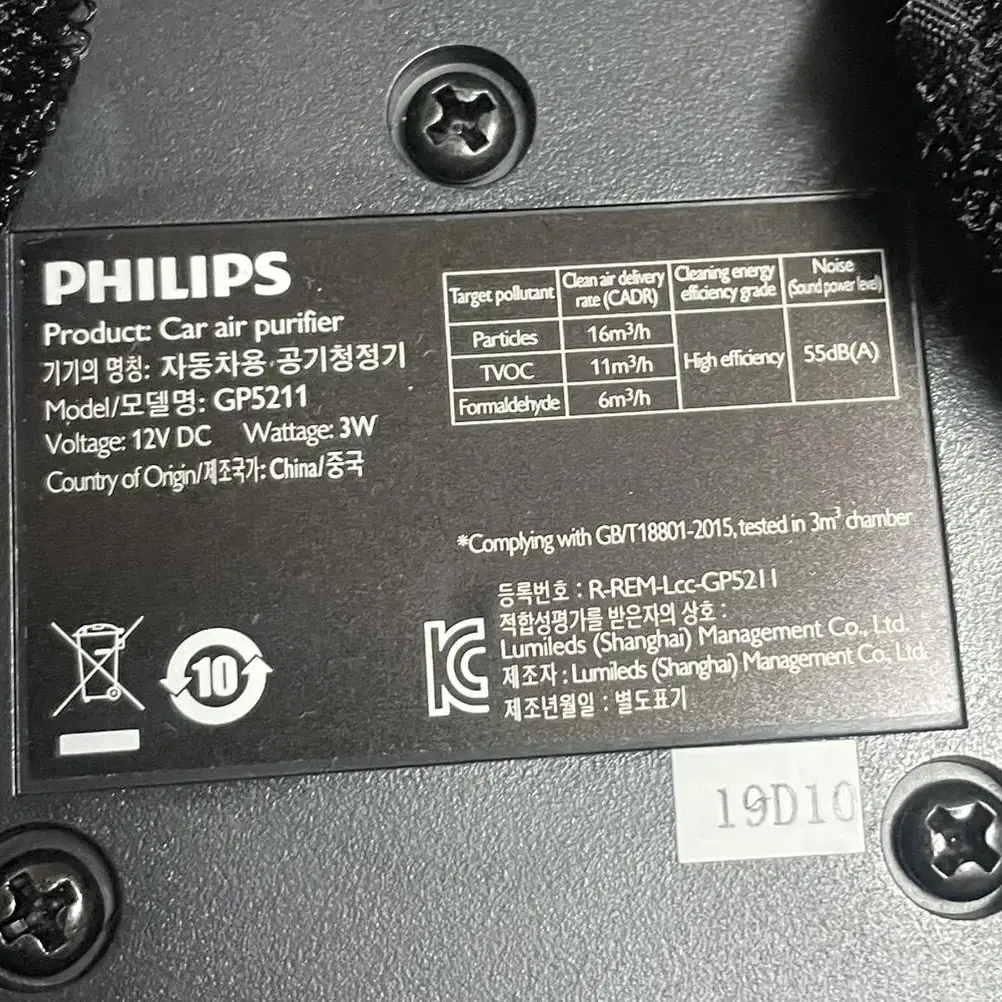 PHILIPS
Product: Car air purifier
기기의 명칭: 자동차용 공기청정기
Model/모델명: GP5211
Voltage: 12V DC Wattage: 3W
Country of Origin/제조국가: China/중국
Target pollutant Clean air delivery rate (CADR) Cleaning energy efficiency grade Noise (Sound power level)
Particles 16m³/h
TVOC 11m³/h High efficiency 55dB(A)
Formaldehyde 6m³/h
*Complying with GB/T18801-2015, tested in 3m³ chamber
등록번호 : R-REM-Lcc-GP5211
적합성평가를 받은자의 상호 :
Lumileds (Shanghai) Management Co., Ltd.
제조자 : Lumileds (Shanghai) Management Co., Ltd.
제조년월일 : 별도표기
10
19D10